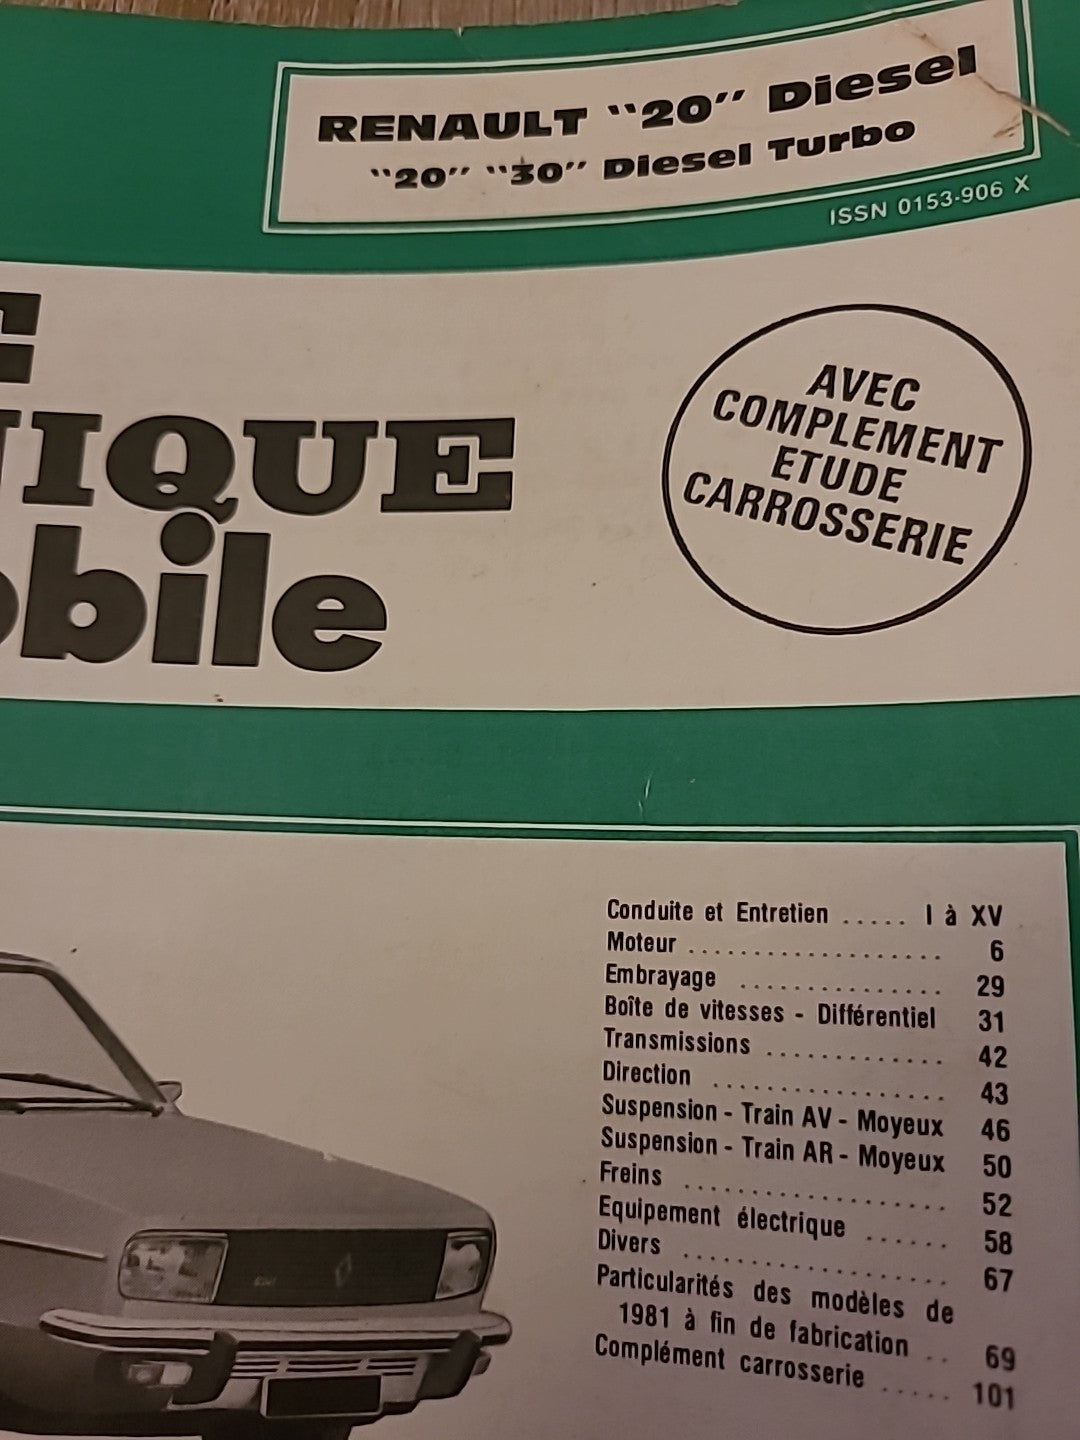 RENAULT "20" Diesel
"20" "30" Diesel Turbo
ISSN 0153-906 X
AVEC
COMPLEMENT
ETUDE
CARROSSERIE
IQUE
bile
Conduite et Entretien ..... I à XV
Moteur ................... 6
Embrayage ............... 29
Boîte de vitesses - Différentiel 31
Transmissions ............. 42
Direction .................. 43
Suspension - Train AV - Moyeux 46
Suspension - Train AR - Moyeux 50
Freins .................... 52
Equipement électrique ...... 58
Divers .................... 67
Particularités des modèles de
1981 à fin de fabrication .. 69
Complément carrosserie ..... 101